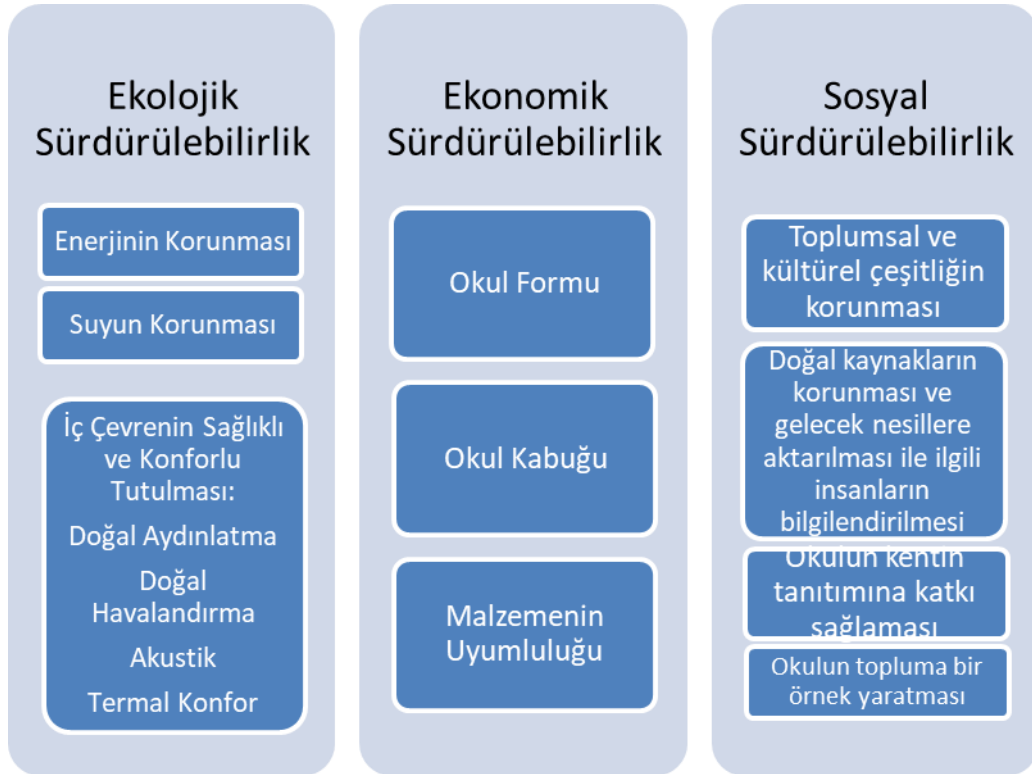 Ekolojik
Sürdürülebilirlik
Enerjinin Korunması
Suyun Korunması
İç Çevrenin Sağlıklı
ve Konforlu
Tutulması:
Doğal Aydınlatma
Doğal
Havalandırma
Akustik
Termal Konfor
Ekonomik
Sürdürülebilirlik
Okul Formu
Okul Kabuğu
Malzemenin
Uyumluluğu
Sosyal
Sürdürülebilirlik
Toplumsal ve
kültürel çeşitliğin
korunması
Doğal kaynakların
korunması ve
gelecek nesillere
aktarılması ile ilgili
insanların
bilgilendirilmesi
Okulun kentin
tanıtımına katkı
sağlaması
Okulun topluma bir
örnek yaratması